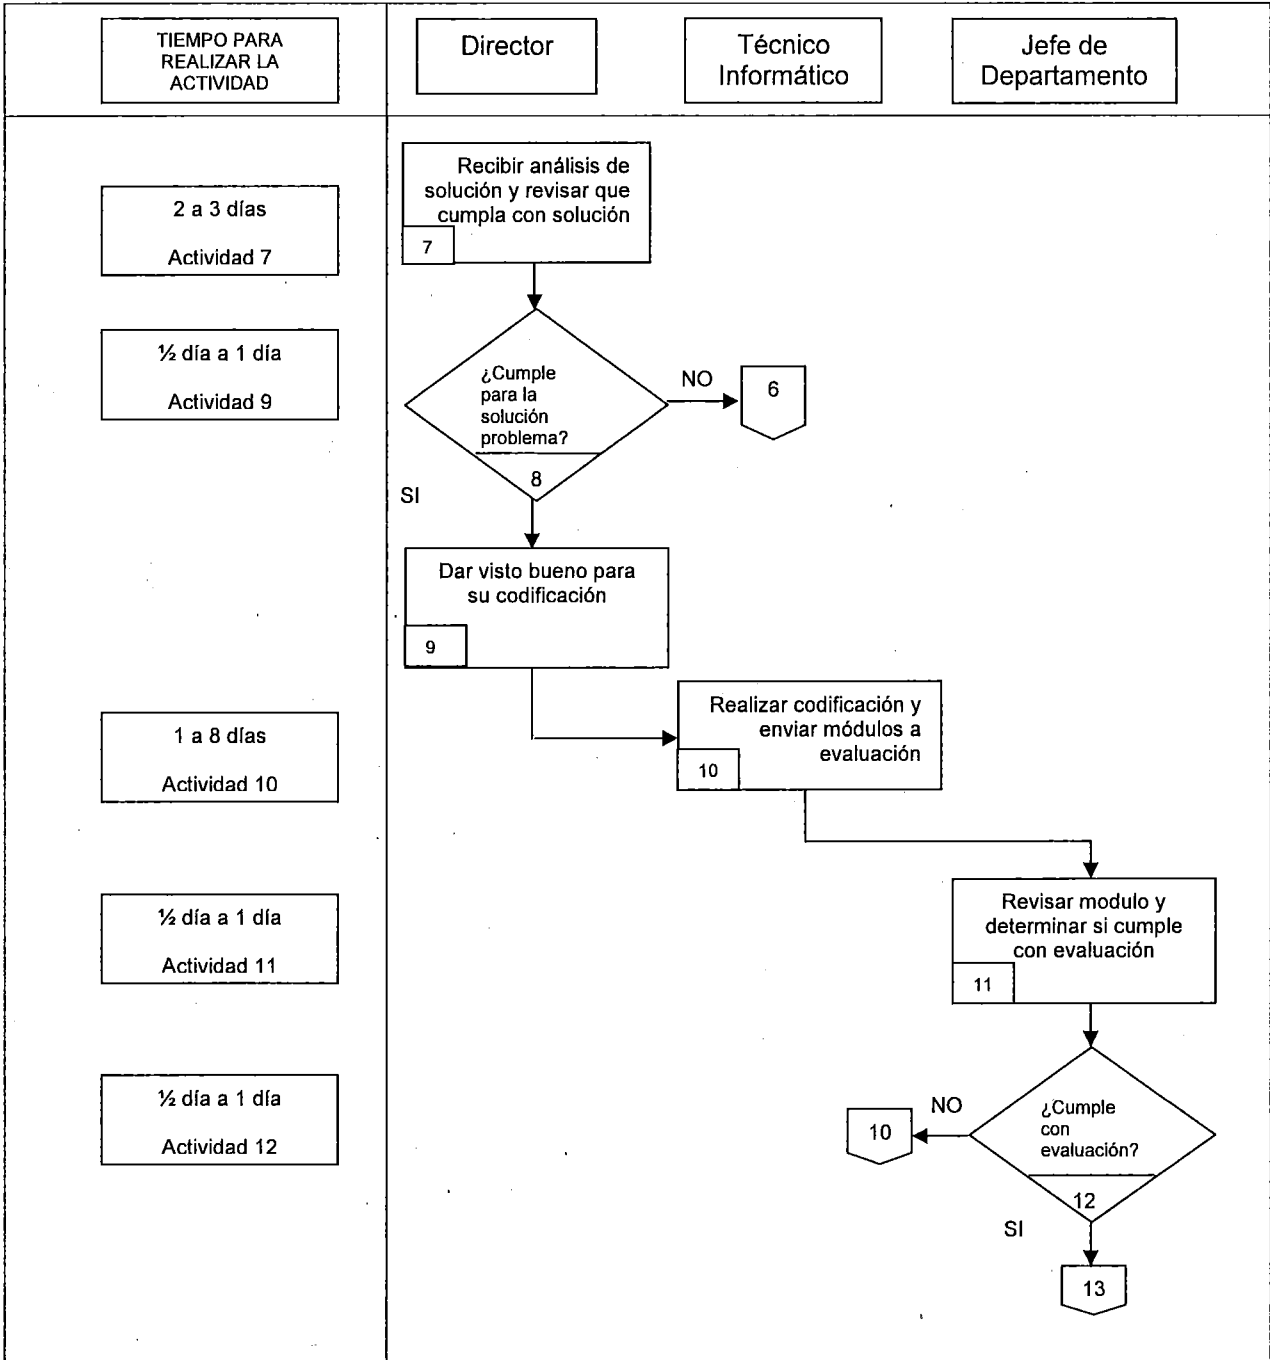 TIEMPO PARA
REALIZAR LA
ACTIVIDAD
Director
Técnico
Informático
Jefe de
Departamento
2 a 3 días
Actividad 7
Recibir análisis de
solución y revisar que
cumpla con solución
7
½ día a 1 día
Actividad 9
¿Cumple
para la
solución
problema?
8
NO
6
SI
Dar visto bueno para
su codificación
9
1 a 8 días
Actividad 10
Realizar codificación y
enviar módulos a
evaluación
10
½ día a 1 día
Actividad 11
Revisar modulo y
determinar si cumple
con evaluación
11
½ día a 1 día
Actividad 12
¿Cumple
con
evaluación?
12
NO
10
SI
13